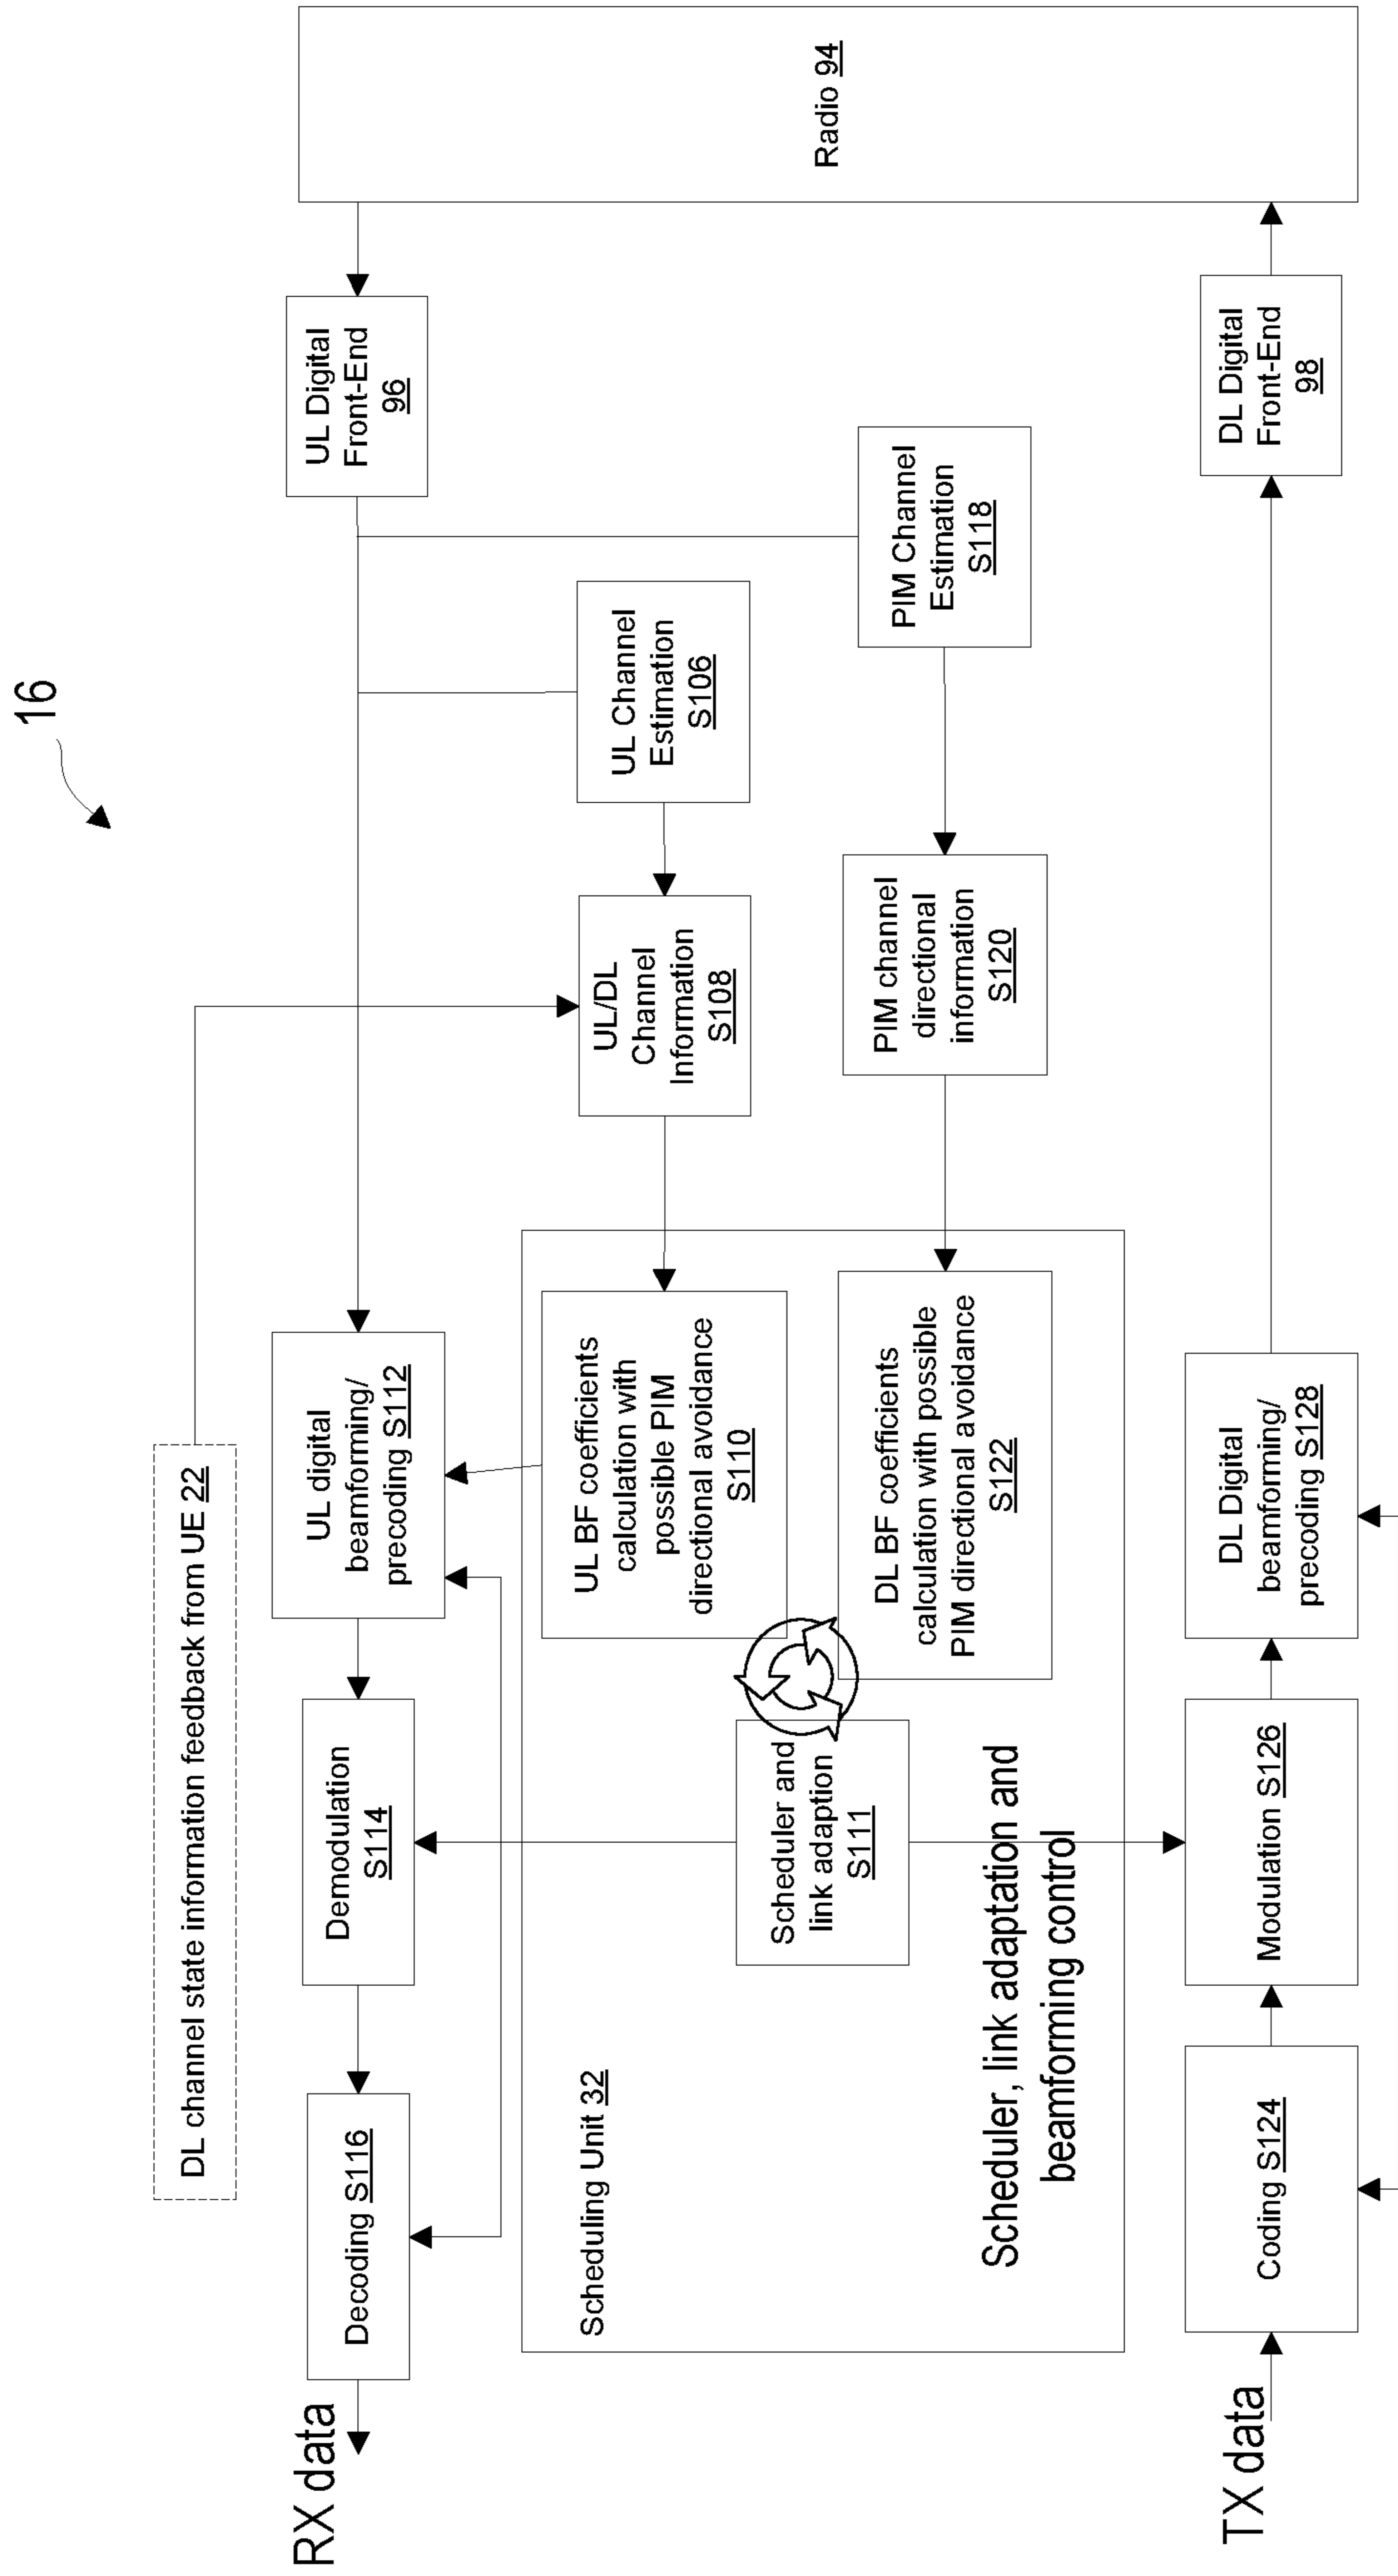 16
DL channel state information feedback from UE 22
RX data
Decoding S116
Demodulation
S114
UL digital
beamforming/
precoding S112
UL Digital
Front-End
96
Radio 94
Scheduling Unit 32
UL BF coefficients
calculation with
possible PIM
directional avoidance
S110
UL/DL
Channel
Information
S108
UL Channel
Estimation
S106
Scheduler and
link adaption
S111
DL BF coefficients
calculation with possible
PIM directional avoidance
S122
PIM channel
directional
information
S120
PIM Channel
Estimation
S118
Scheduler, link adaptation and
beamforming control
TX data
Coding S124
Modulation S126
DL Digital
beamforming/
precoding S128
DL Digital
Front-End
98